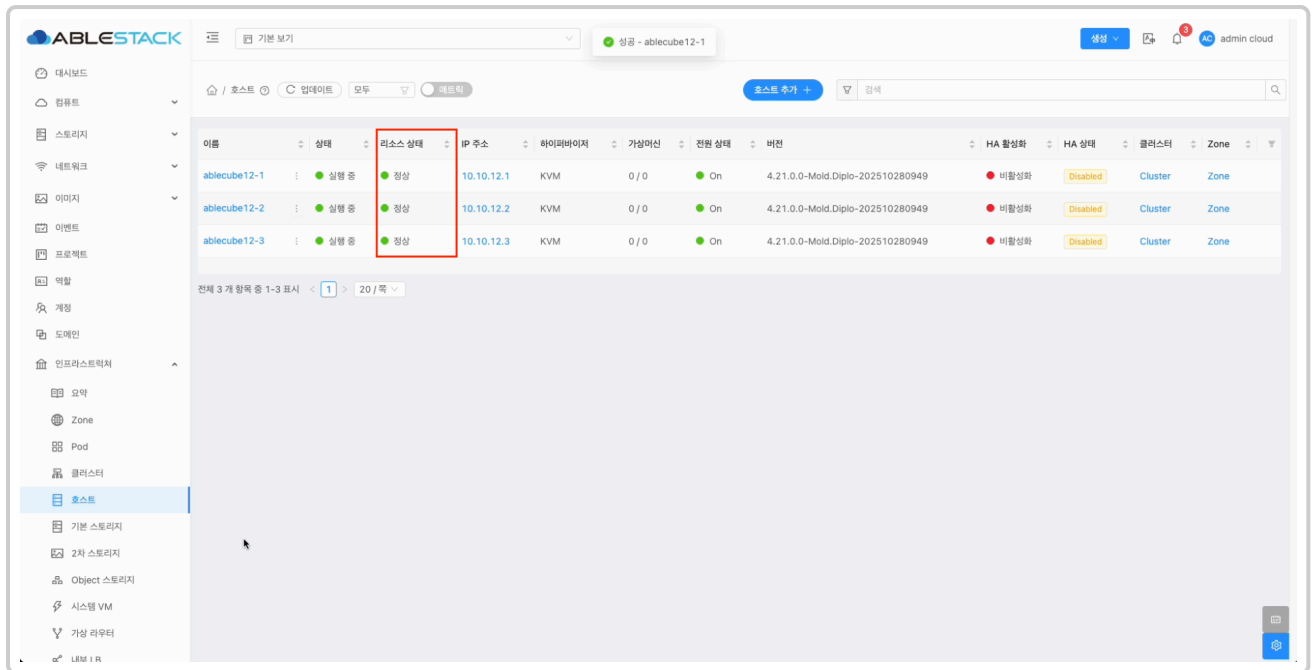 ABLESTACK
기본 보기
성공 - ablecube12-1
생성
3
AC
admin cloud
대시보드
컴퓨트
스토리지
네트워크
이미지
이벤트
프로젝트
역할
계정
도메인
인프라스트럭쳐
요약
Zone
Pod
클러스터
호스트
기본 스토리지
2차 스토리지
Object 스토리지
시스템 VM
가상 라우터
내부 LB
/ 호스트
업데이트
모두
메트릭
호스트 추가 +
검색
이름 상태 리소스 상태 IP 주소 하이퍼바이저 가상머신 전원 상태 버전 HA 활성화 HA 상태 클러스터 Zone
ablecube12-1 실행 중 정상 10.10.12.1 KVM 0 / 0 On 4.21.0.0-Mold.Diplo-202510280949 비활성화 Disabled Cluster Zone
ablecube12-2 실행 중 정상 10.10.12.2 KVM 0 / 0 On 4.21.0.0-Mold.Diplo-202510280949 비활성화 Disabled Cluster Zone
ablecube12-3 실행 중 정상 10.10.12.3 KVM 0 / 0 On 4.21.0.0-Mold.Diplo-202510280949 비활성화 Disabled Cluster Zone
전체 3 개 항목 중 1-3 표시 < 1 > 20 / 쪽